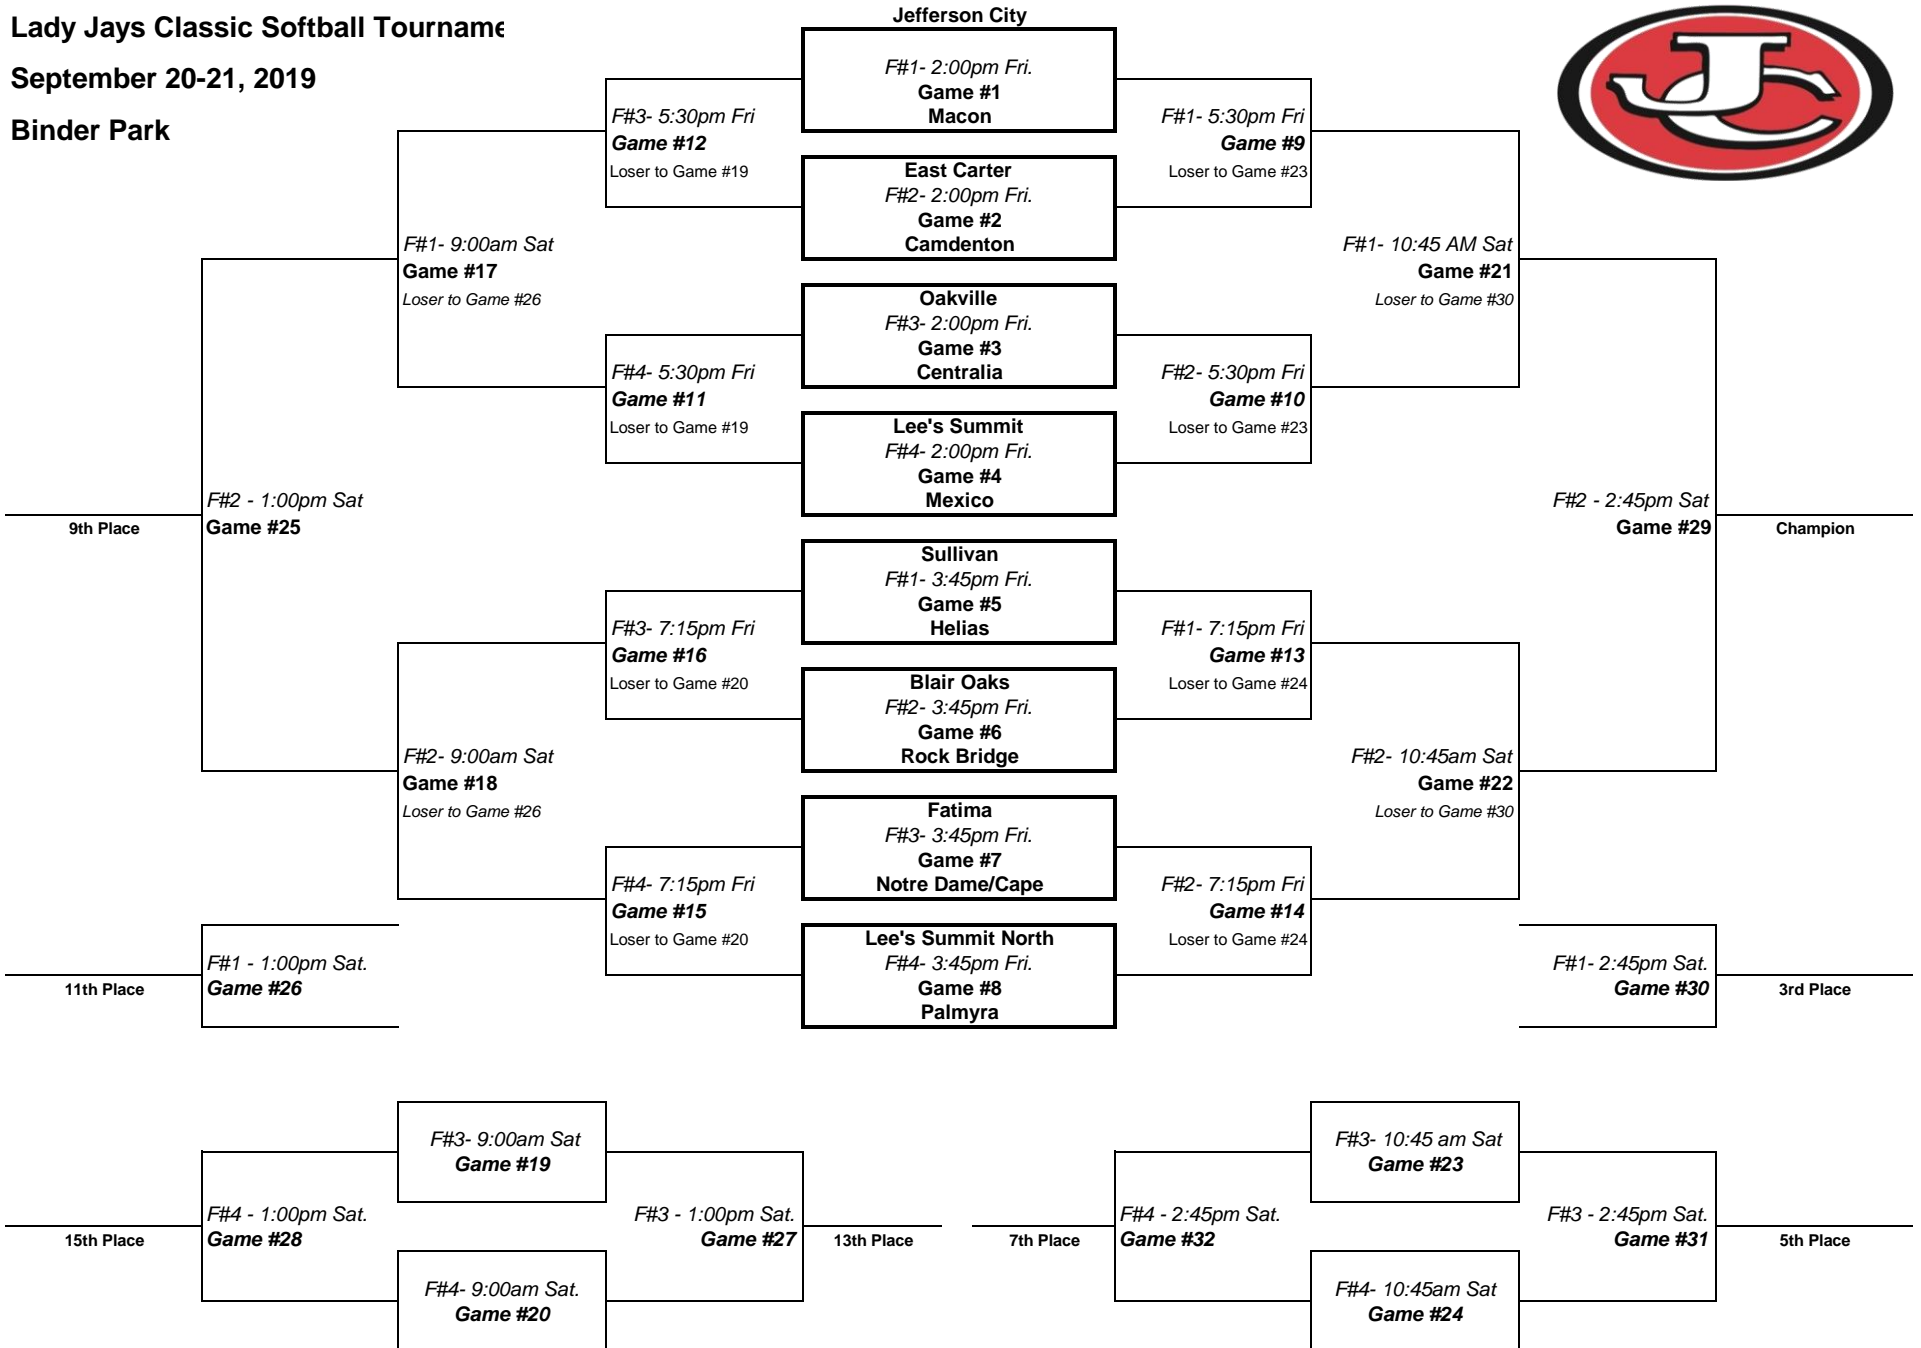 Lady Jays Classic Softball Tourname
September 20-21, 2019
Binder Park
Jefferson City
F#1- 2:00pm Fri.
Game #1
Macon
East Carter
F#2- 2:00pm Fri.
Game #2
Camdenton
Oakville
F#3- 2:00pm Fri.
Game #3
Centralia
Lee's Summit
F#4- 2:00pm Fri.
Game #4
Mexico
Sullivan
F#1- 3:45pm Fri.
Game #5
Helias
Blair Oaks
F#2- 3:45pm Fri.
Game #6
Rock Bridge
Fatima
F#3- 3:45pm Fri.
Game #7
Notre Dame/Cape
Lee's Summit North
F#4- 3:45pm Fri.
Game #8
Palmyra
JC
F#3- 5:30pm Fri
Game #12
Loser to Game #19
F#4- 5:30pm Fri
Game #11
Loser to Game #19
F#3- 7:15pm Fri
Game #16
Loser to Game #20
F#4- 7:15pm Fri
Game #15
Loser to Game #20
F#1- 9:00am Sat
Game #17
Loser to Game #26
F#2- 9:00am Sat
Game #18
Loser to Game #26
F#2 - 1:00pm Sat
Game #25
9th Place
F#1 - 1:00pm Sat.
Game #26
11th Place
F#1- 5:30pm Fri
Game #9
Loser to Game #23
F#2- 5:30pm Fri
Game #10
Loser to Game #23
F#1- 7:15pm Fri
Game #13
Loser to Game #24
F#2- 7:15pm Fri
Game #14
Loser to Game #24
F#1- 10:45 AM Sat
Game #21
Loser to Game #30
F#2- 10:45am Sat
Game #22
Loser to Game #30
F#2 - 2:45pm Sat
Game #29
Champion
F#1- 2:45pm Sat.
Game #30
3rd Place
F#3- 9:00am Sat
Game #19
F#4 - 1:00pm Sat.
Game #28
15th Place
F#3 - 1:00pm Sat.
Game #27
13th Place
F#4- 9:00am Sat.
Game #20
F#3- 10:45 am Sat
Game #23
F#4 - 2:45pm Sat.
Game #32
7th Place
F#3 - 2:45pm Sat.
Game #31
5th Place
F#4- 10:45am Sat
Game #24